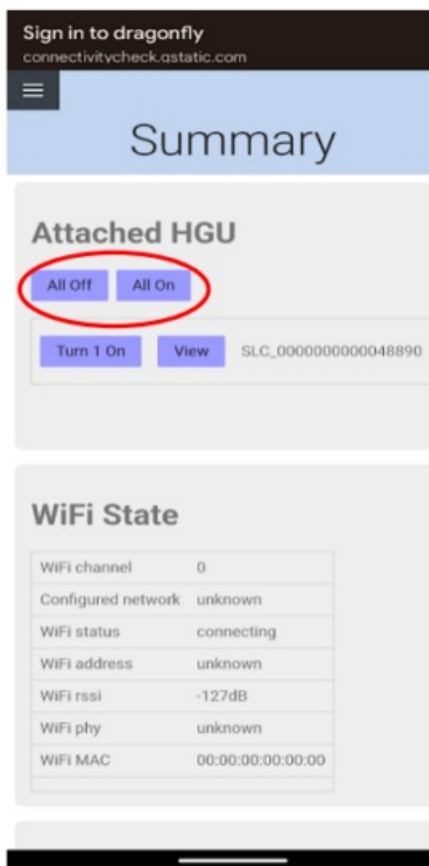 Sign in to dragonfly
connectivitycheck.gstatic.com
Summary
Attached HGU
All Off All On
Turn 1 On View SLC_0000000000048890
WiFi State
WiFi channel 0
Configured network unknown
WiFi status connecting
WiFi address unknown
WiFi rssi -127dB
WiFi phy unknown
WiFi MAC 00:00:00:00:00:00